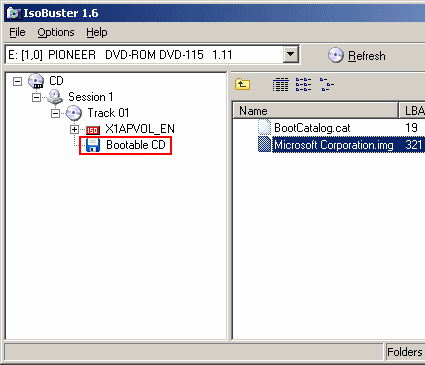 IsoBuster 1.6
File Options Help
E: [1,0] PIONEER DVD-ROM DVD-115 1.11
Refresh
CD
Session 1
Track 01
ISO X1APVOL_EN
Bootable CD
Name LBA
BootCatalog.cat 19
Microsoft Corporation.img 321
Folders